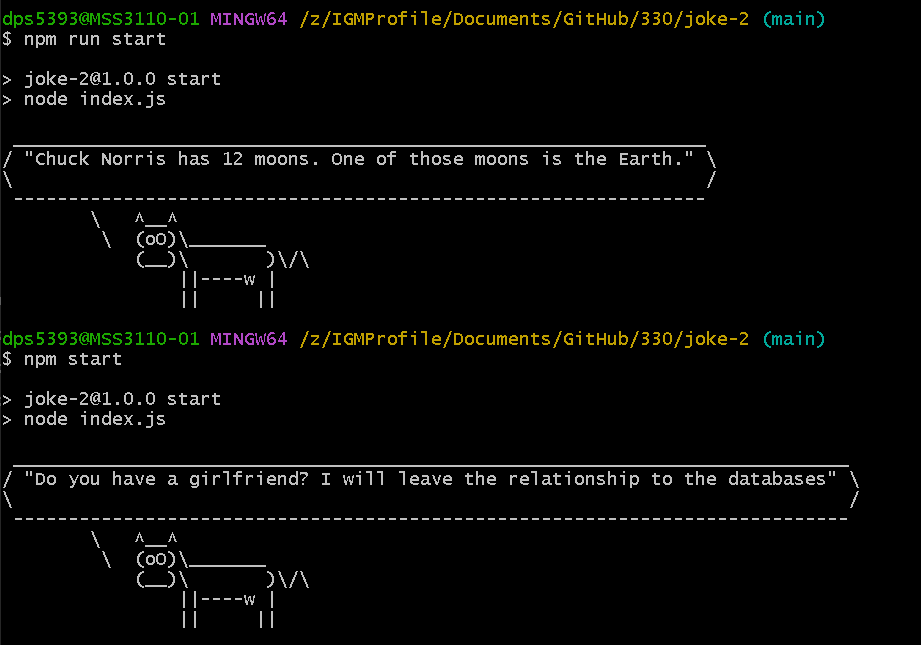 dps5393@MSS3110-01 MINGW64 /z/IGMProfile/Documents/GitHub/330/joke-2 (main)
$ npm run start
> joke-2@1.0.0 start
> node index.js
 _______________________________________________________________
/ "Chuck Norris has 12 moons. One of those moons is the Earth." \
\                                                               /
 ---------------------------------------------------------------
        \   ^__^
         \  (oO)\_______
            (__)\       )\/\
                ||----w |
                ||     ||
dps5393@MSS3110-01 MINGW64 /z/IGMProfile/Documents/GitHub/330/joke-2 (main)
$ npm start
> joke-2@1.0.0 start
> node index.js
 ____________________________________________________________________________
/ "Do you have a girlfriend? I will leave the relationship to the databases" \
\                                                                            /
 ----------------------------------------------------------------------------
        \   ^__^
         \  (oO)\_______
            (__)\       )\/\
                ||----w |
                ||     ||